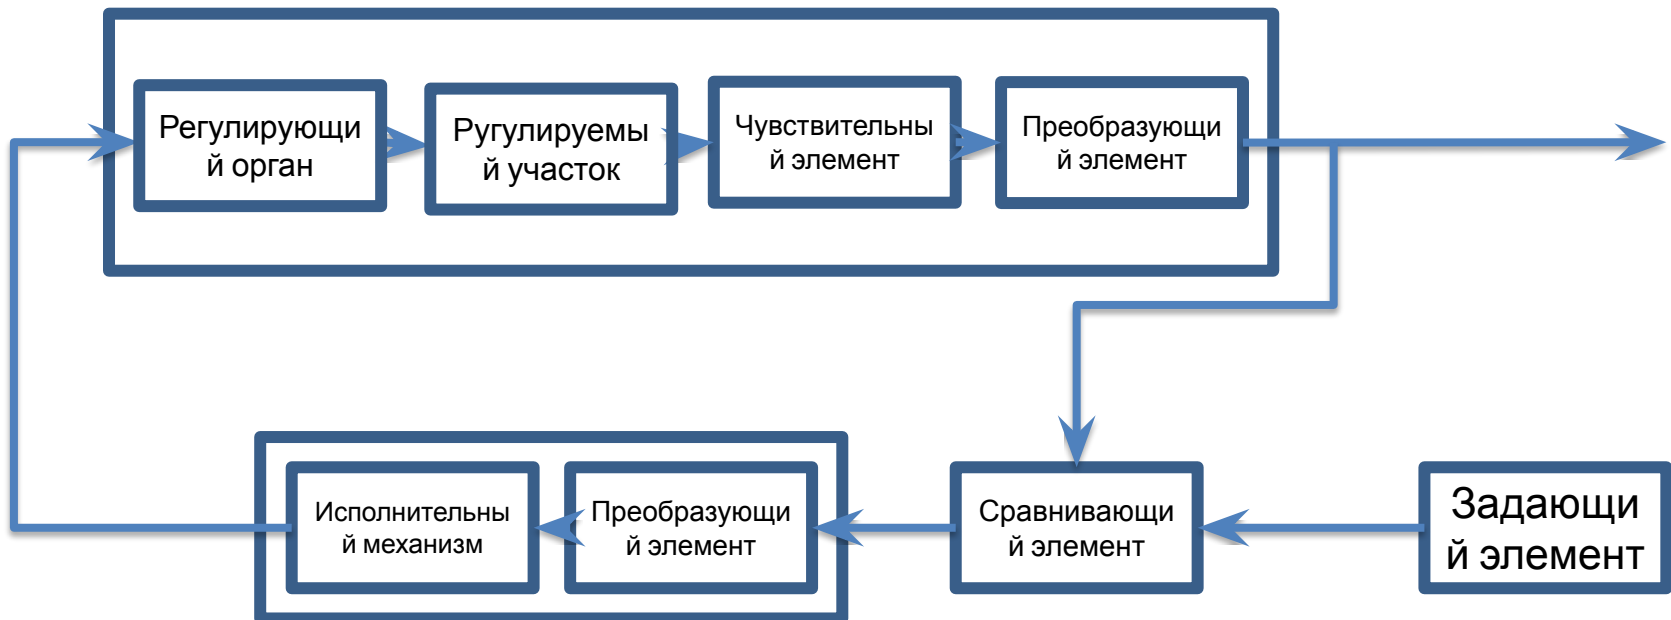 Регулирующи
й орган
Ругулируемы
й участок
Чувствительны
й элемент
Преобразующи
й элемент
Исполнительны
й механизм
Преобразующи
й элемент
Сравнивающи
й элемент
Задающи
й элемент